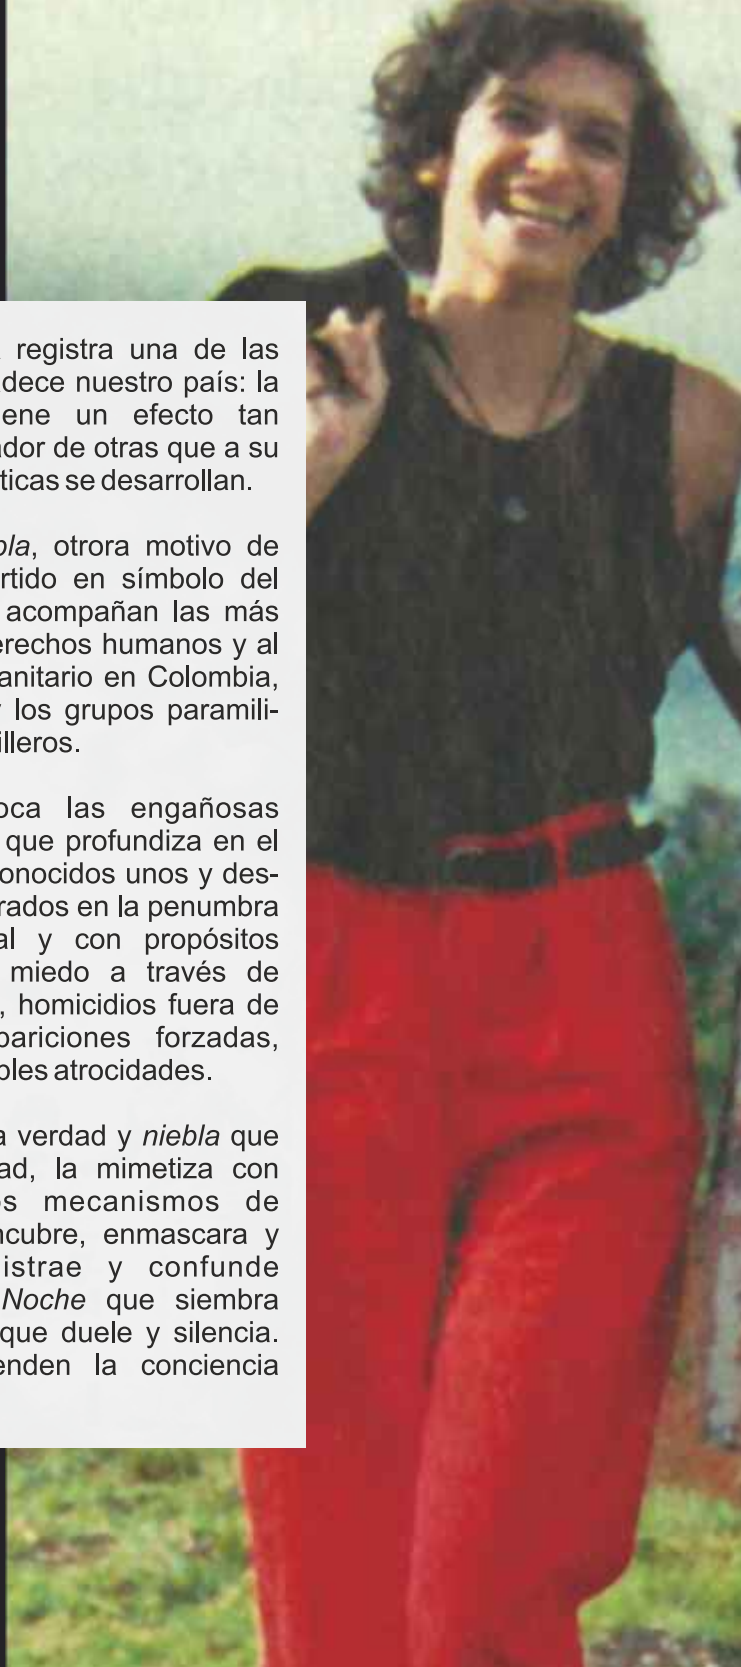 registra una de las
dece nuestro país: la
ene un efecto tan
dor de otras que a su
ticas se desarrollan.
bla, otrora motivo de
rtido en símbolo del
acompañan las más
erechos humanos y al
anitario en Colombia,
los grupos paramili-
illeros.
oca las engañosas
que profundiza en el
onocidos unos y des-
rados en la penumbra
al y con propósitos
miedo a través de
, homicidios fuera de
pariciones forzadas,
bles atrocidades.
a verdad y niebla que
ad, la mimetiza con
os mecanismos de
ncubre, enmascara y
istrae y confunde
Noche que siembra
que duele y silencia.
enden la conciencia